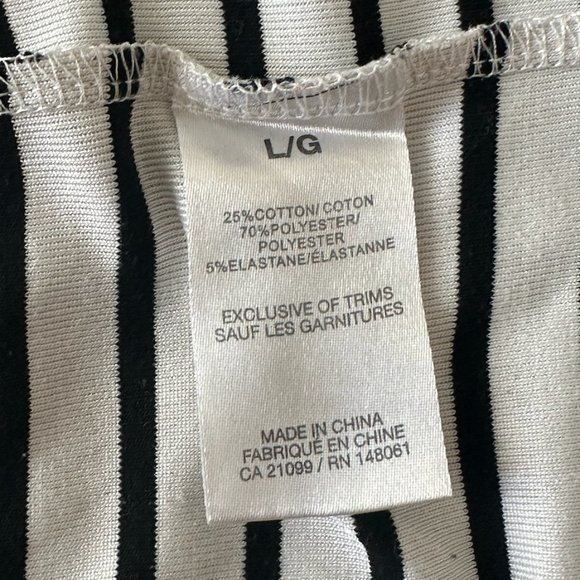 L/G
25%COTTON/COTON
70%POLYESTER/
POLYESTER
5%ELASTANE/ÉLASTANNE
EXCLUSIVE OF TRIMS
SAUF LES GARNITURES
MADE IN CHINA
FABRIQUÉ EN CHINE
CA 21099 / RN 148061